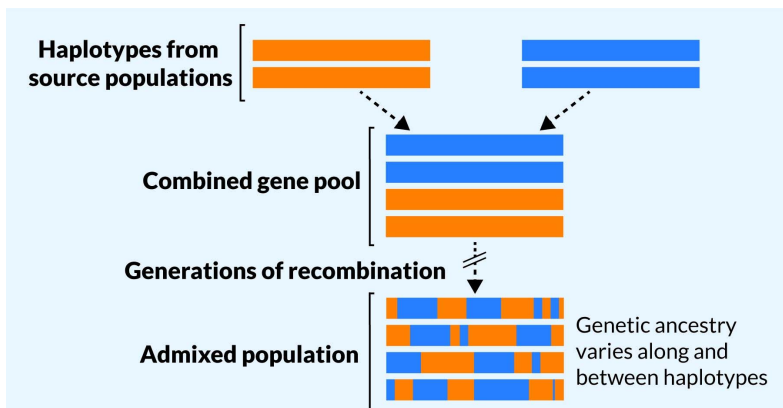 Haplotypes from
source populations
Combined gene pool
Generations of recombination
Admixed population
Genetic ancestry
varies along and
between haplotypes